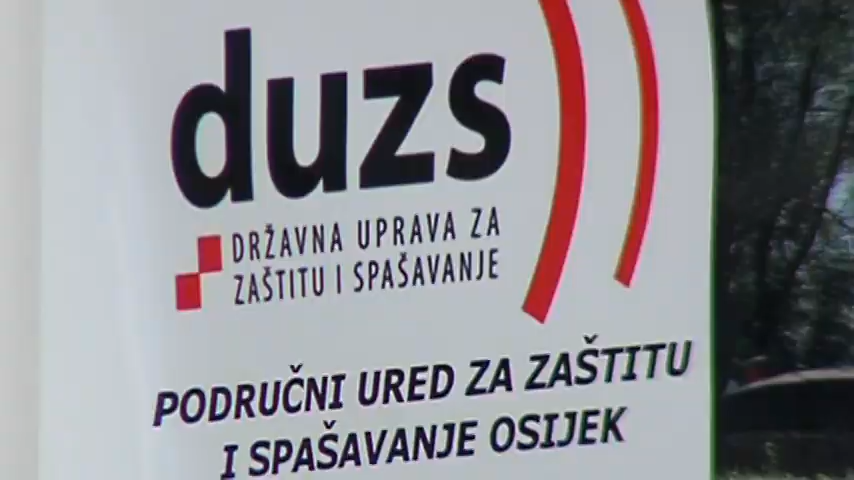 duzs
DRŽAVNA UPRAVA ZA
ZAŠTITU I SPAŠAVANJE
PODRUČNI URED ZA ZAŠTITU
I SPAŠAVANJE OSIJEK